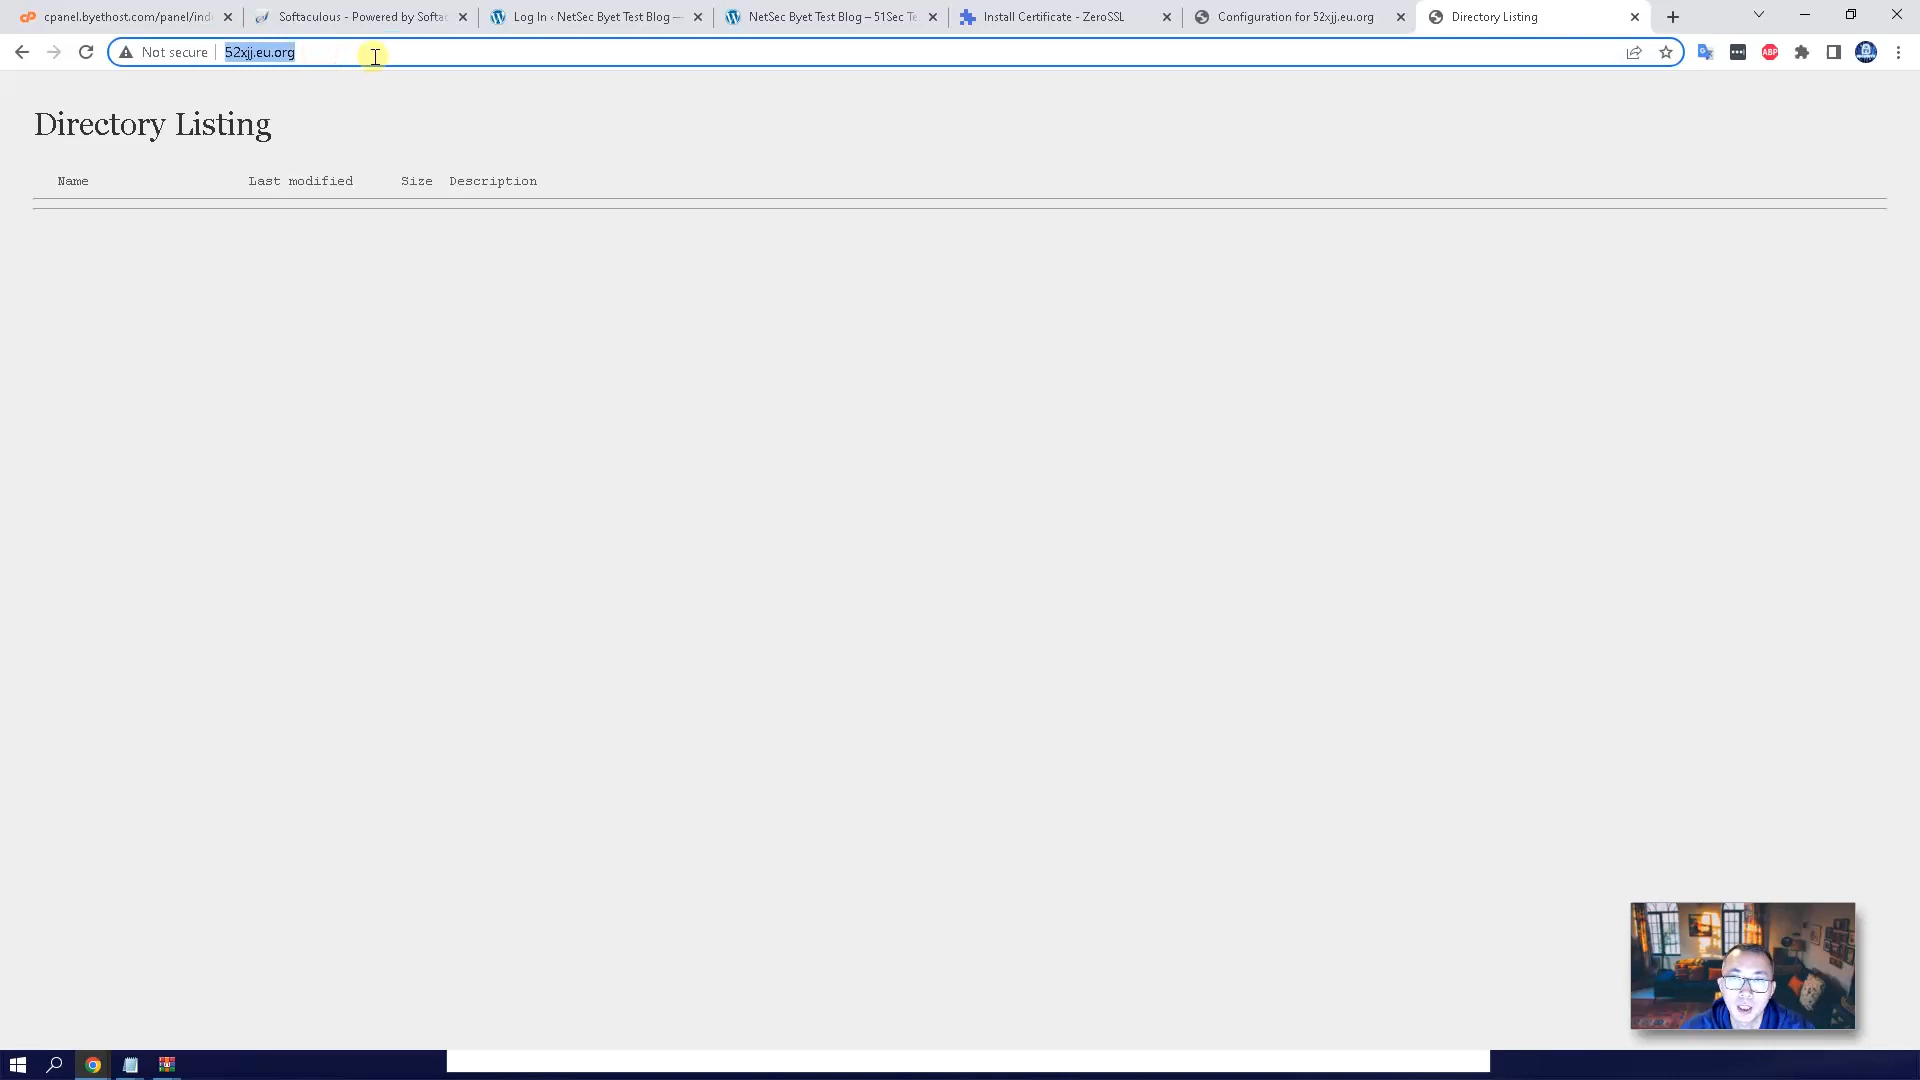 cpanel.byethost.com/panel/ind
Softaculous - Powered by Softac
Log In ‹ NetSec Byet Test Blog —
NetSec Byet Test Blog – 51Sec Te
Install Certificate - ZeroSSL
Configuration for 52xjj.eu.org
Directory Listing
Not secure
52xjj.eu.org
ABP
Directory Listing
Name Last modified Size Description